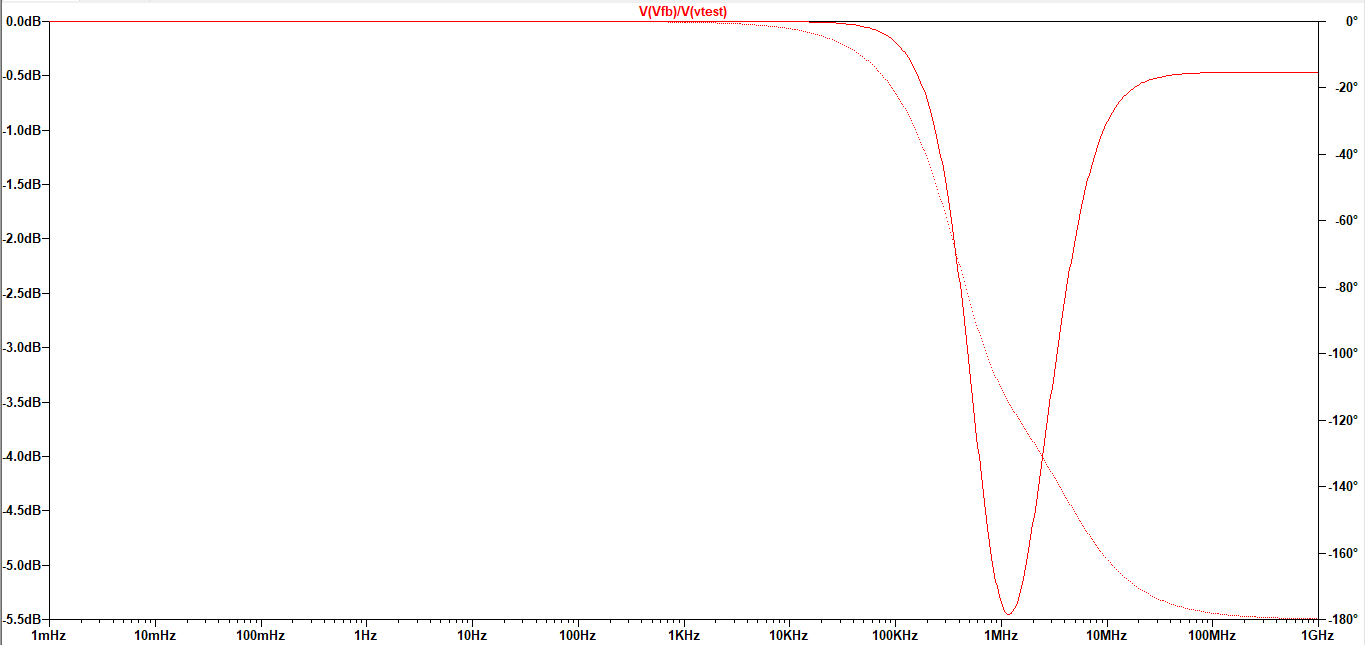 V(Vfb)/V(vtest)
0.0dB 0°
-0.5dB -20°
-1.0dB -40°
-1.5dB -60°
-2.0dB -80°
-2.5dB -100°
-3.0dB -120°
-3.5dB -140°
-4.0dB -160°
-4.5dB -180°
-5.0dB
-5.5dB
1mHz 10mHz 100mHz 1Hz 10Hz 100Hz 1KHz 10KHz 100KHz 1MHz 10MHz 100MHz 1GHz